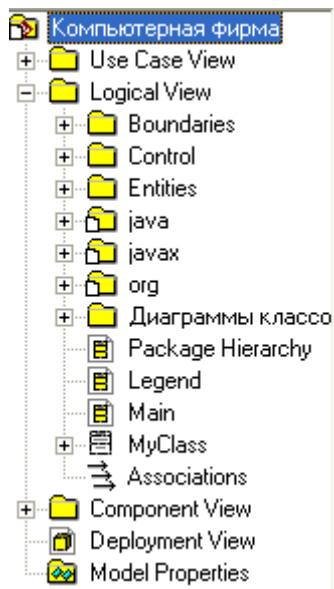 Компьютерная фирма
Use Case View
Logical View
Boundaries
Control
Entities
java
javax
org
Диаграммы классо
Package Hierarchy
Legend
Main
MyClass
Associations
Component View
Deployment View
Model Properties